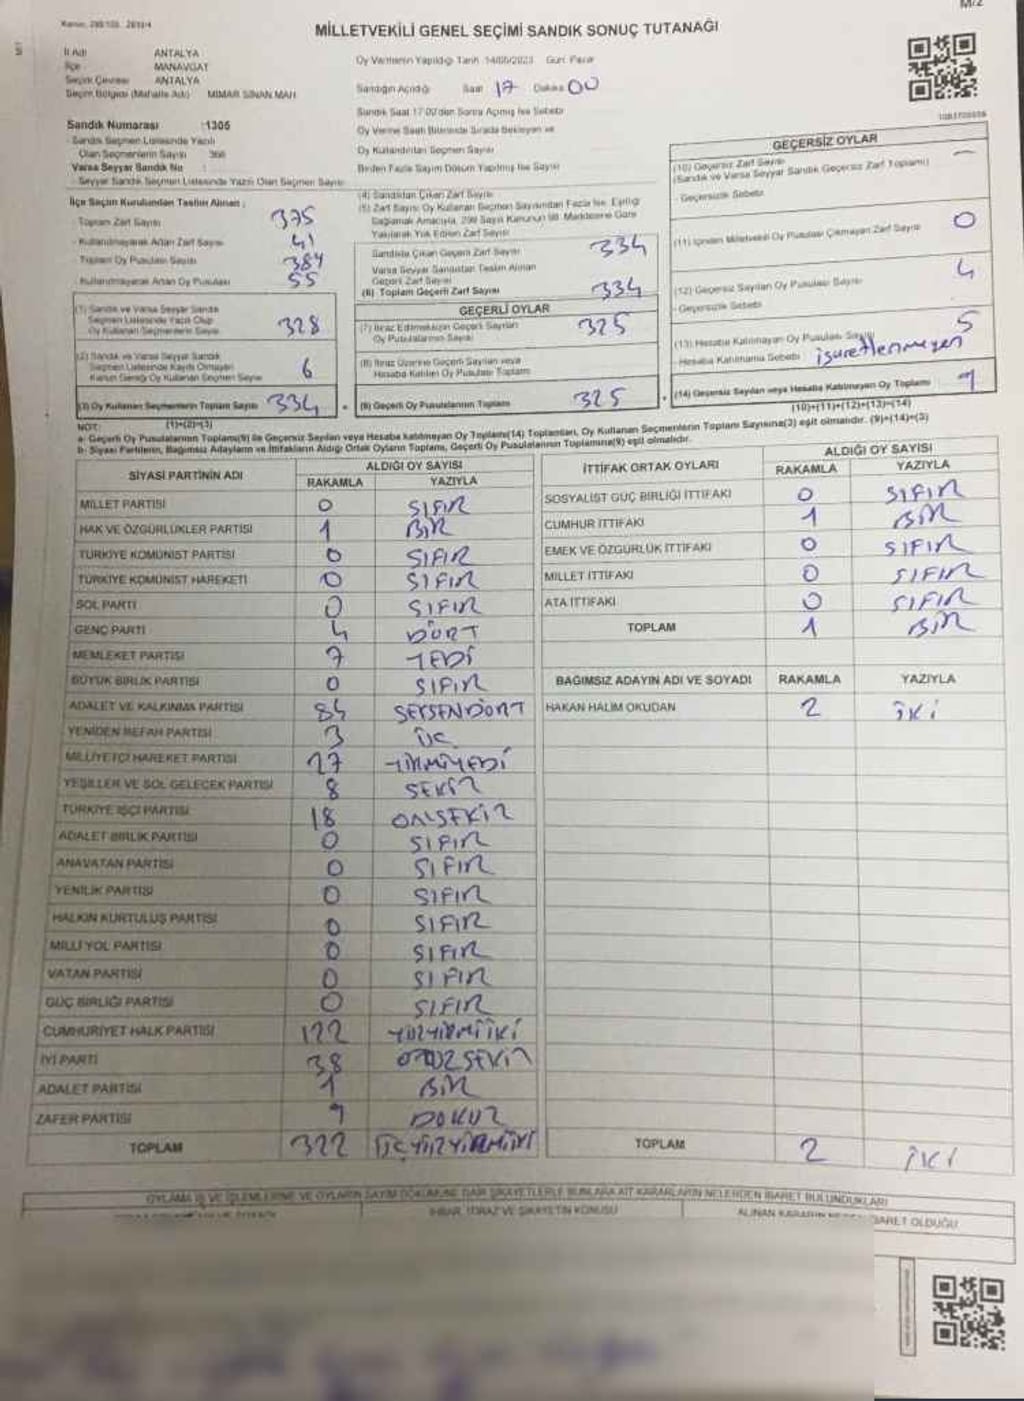 M/2
MİLLETVEKİLİ GENEL SEÇİMİ SANDIK SONUÇ TUTANAĞI
İl Adı ANTALYA
İlçe MANAVGAT
Seçim Çevresi ANTALYA
Seçim Bölgesi (Mahalle Adı) MİMAR SİNAN MAH
Sandık Numarası :1305
Sandık Seçmen Listesinde Yazılı
Olan Seçmenlerin Sayısı 366
Varsa Seyyar Sandık No
Seyyar Sandık Seçmen Listesinde Yazılı Olan Seçmen Sayısı
Oy Vermenin Yapıldığı Tarih 14/05/2023 Gün Pazar
Sandığın Açıldığı Saat 17 Dakika 00
Sandık Saat 17:00'den Sonra Açılmış İse Sebebi
Oy Verme Saati Bitiminde Sırada Bekleyen ve
Oy Kullandırılan Seçmen Sayısı
Birden Fazla Sayım Döküm Yapılmış İse Sayısı
İlçe Seçim Kurulundan Teslim Alınan :
Toplam Zarf Sayısı 375
Kullanılmayarak Artan Zarf Sayısı 41
Toplam Oy Pusulası Sayısı 384
Kullanılmayarak Artan Oy Pusulası 55
(1) Sandık ve Varsa Seyyar Sandık
Seçmen Listesinde Yazılı Olup
Oy Kullanan Seçmenlerin Sayısı 328
(2) Sandık ve Varsa Seyyar Sandık
Seçmen Listesinde Kayıtlı Olmayan
Kanun Gereği Oy Kullanan Seçmen Sayısı 6
(3) Oy Kullanan Seçmenlerin Toplam Sayısı 334
(1)+(2)=(3)
(4) Sandıktan Çıkan Zarf Sayısı
(5) Zarf Sayısı Oy Kullanan Seçmen Sayısından Fazla İse, Eşitliği
Sağlamak Amacıyla, 298 Sayılı Kanunun 98. Maddesine Göre
Yakılarak Yok Edilen Zarf Sayısı
Sandıkta Çıkan Geçerli Zarf Sayısı 334
Varsa Seyyar Sandıktan Teslim Alınan
Geçerli Zarf Sayısı
(6) Toplam Geçerli Zarf Sayısı 334
GEÇERLİ OYLAR
(7) İtiraz Edilmeksizin Geçerli Sayılan
Oy Pusulalarının Sayısı 325
(8) İtiraz Üzerine Geçerli Sayılan veya
Hesaba Katılan Oy Pusulası Toplamı
(9) Geçerli Oy Pusulalarının Toplamı 325
GEÇERSİZ OYLAR
(10) Geçersiz Zarf Sayısı —
(Sandık ve Varsa Seyyar Sandık Geçersiz Zarf Toplamı)
- Geçersizlik Sebebi
(11) İçinden Milletvekili Oy Pusulası Çıkmayan Zarf Sayısı 0
(12) Geçersiz Sayılan Oy Pusulası Sayısı 4
- Geçersizlik Sebebi
(13) Hesaba Katılmayan Oy Pusulası Sayısı 5
- Hesaba Katılmama Sebebi işaretlenmeyen
(14) Geçersiz Sayılan veya Hesaba Katılmayan Oy Toplamı 9
(10)+(11)+(12)+(13)=(14)
NOT:
a- Geçerli Oy Pusulalarının Toplamı(9) ile Geçersiz Sayılan veya Hesaba katılmayan Oy Toplamı(14) Toplamları, Oy Kullanan Seçmenlerin Toplam Sayısına(3) eşit olmalıdır. (9)+(14)=(3)
b- Siyasi Partilerin, Bağımsız Adayların ve İttifakların Aldığı Ortak Oyların Toplamı, Geçerli Oy Pusulalarının Toplamına(9) eşit olmalıdır.
SİYASİ PARTİNİN ADI ALDIĞI OY SAYISI
RAKAMLA YAZIYLA
MİLLET PARTİSİ 0 SIFIR
HAK VE ÖZGÜRLÜKLER PARTİSİ 1 BİR
TÜRKİYE KOMÜNİST PARTİSİ 0 SIFIR
TÜRKİYE KOMÜNİST HAREKETİ 0 SIFIR
SOL PARTİ 0 SIFIR
GENÇ PARTİ 4 DÖRT
MEMLEKET PARTİSİ 7 YEDİ
BÜYÜK BİRLİK PARTİSİ 0 SIFIR
ADALET VE KALKINMA PARTİSİ 84 SEKSENDÖRT
YENİDEN REFAH PARTİSİ 3 ÜÇ
MİLLİYETÇİ HAREKET PARTİSİ 27 YİRMİYEDİ
YEŞİLLER VE SOL GELECEK PARTİSİ 8 SEKİZ
TÜRKİYE İŞÇİ PARTİSİ 18 ONSEKİZ
ADALET BİRLİK PARTİSİ 0 SIFIR
ANAVATAN PARTİSİ 0 SIFIR
YENİLİK PARTİSİ 0 SIFIR
HALKIN KURTULUŞ PARTİSİ 0 SIFIR
MİLLİ YOL PARTİSİ 0 SIFIR
VATAN PARTİSİ 0 SIFIR
GÜÇ BİRLİĞİ PARTİSİ 0 SIFIR
CUMHURİYET HALK PARTİSİ 122 YÜZYİRMİİKİ
İYİ PARTİ 38 OTUZSEKİZ
ADALET PARTİSİ 1 BİR
ZAFER PARTİSİ 9 DOKUZ
TOPLAM 322 ÜÇYÜZYİRMİİKİ
İTTİFAK ORTAK OYLARI ALDIĞI OY SAYISI
RAKAMLA YAZIYLA
SOSYALİST GÜÇ BİRLİĞİ İTTİFAKI 0 SIFIR
CUMHUR İTTİFAKI 1 BİR
EMEK VE ÖZGÜRLÜK İTTİFAKI 0 SIFIR
MİLLET İTTİFAKI 0 SIFIR
ATA İTTİFAKI 0 SIFIR
TOPLAM 1 BİR
BAĞIMSIZ ADAYIN ADI VE SOYADI RAKAMLA YAZIYLA
HAKAN HALİM OKUDAN 2 İKİ
TOPLAM 2 İKİ
OYLAMA İŞ VE İŞLEMLERİNE VE OYLARIN SAYIM DÖKÜMÜNE DAİR ŞİKAYETLERLE BUNLARA AİT KARARLARIN NELERDEN İBARET BULUNDUKLARI
İHBAR, İTİRAZ VE ŞİKAYETİN KONUSU
ALINAN KARARIN NEDEN İBARET OLDUĞU